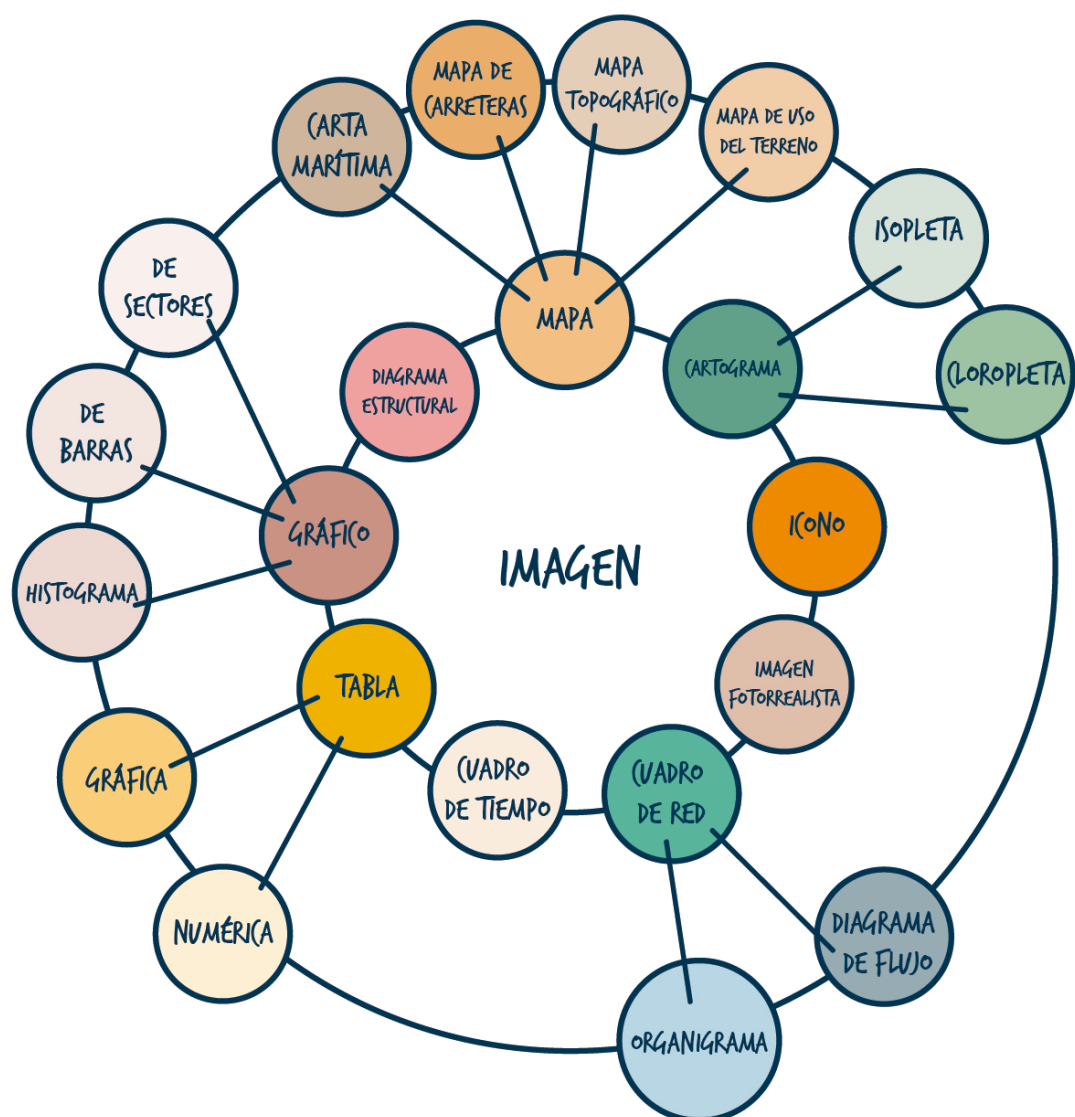 MAPA DE
CARRETERAS
MAPA
TOPOGRÁFICO
CARTA
MARÍTIMA
MAPA DE USO
DEL TERRENO
ISOPLETA
DE
SECTORES
MAPA
CARTOGRAMA
CLOROPLETA
DIAGRAMA
ESTRUCTURAL
DE
BARRAS
GRÁFICO
ICONO
IMAGEN
HISTOGRAMA
TABLA
IMAGEN
FOTORREALISTA
GRÁFICA
CUADRO
DE TIEMPO
CUADRO
DE RED
NUMÉRICA
DIAGRAMA
DE FLUJO
ORGANIGRAMA